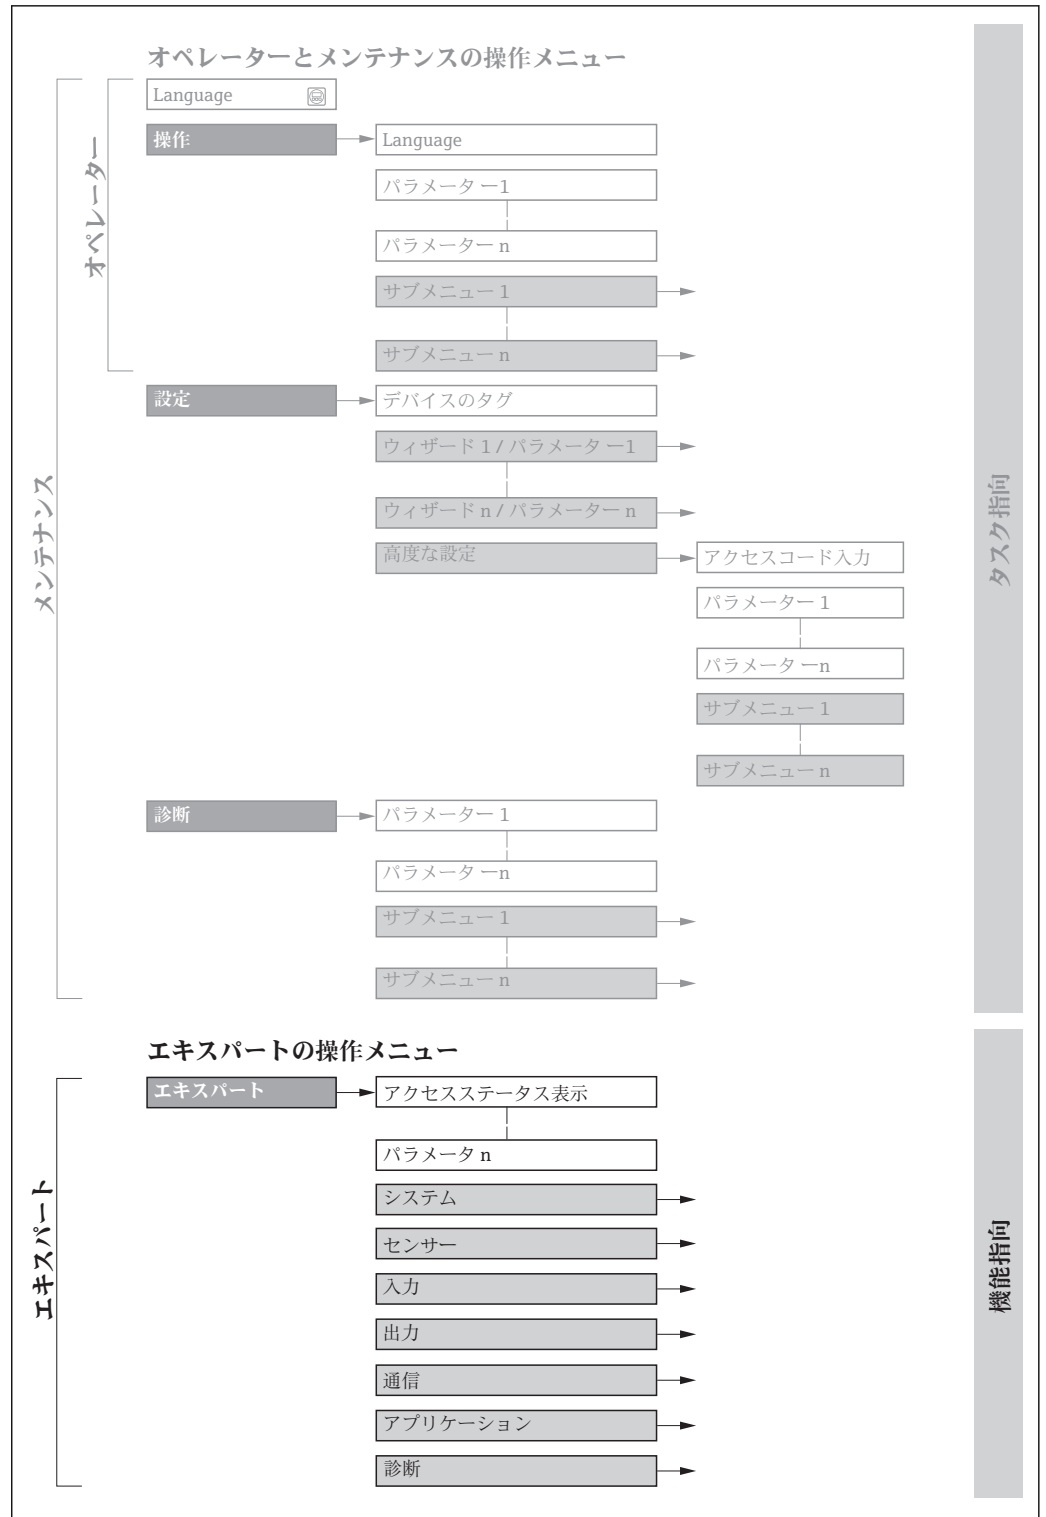 オペレーターとメンテナンスの操作メニュー
Language
操作
Language
パラメーター1
パラメーター n
サブメニュー 1
サブメニュー n
オペレーター
設定
デバイスのタグ
ウィザード 1 / パラメーター1
ウィザード n / パラメーター n
高度な設定
アクセスコード入力
パラメーター 1
パラメーターn
サブメニュー 1
サブメニュー n
診断
パラメーター 1
パラメーターn
サブメニュー 1
サブメニュー n
メンテナンス
タスク指向
エキスパートの操作メニュー
エキスパート
アクセスステータス表示
パラメータ n
システム
センサー
入力
出力
通信
アプリケーション
診断
エキスパート
機能指向